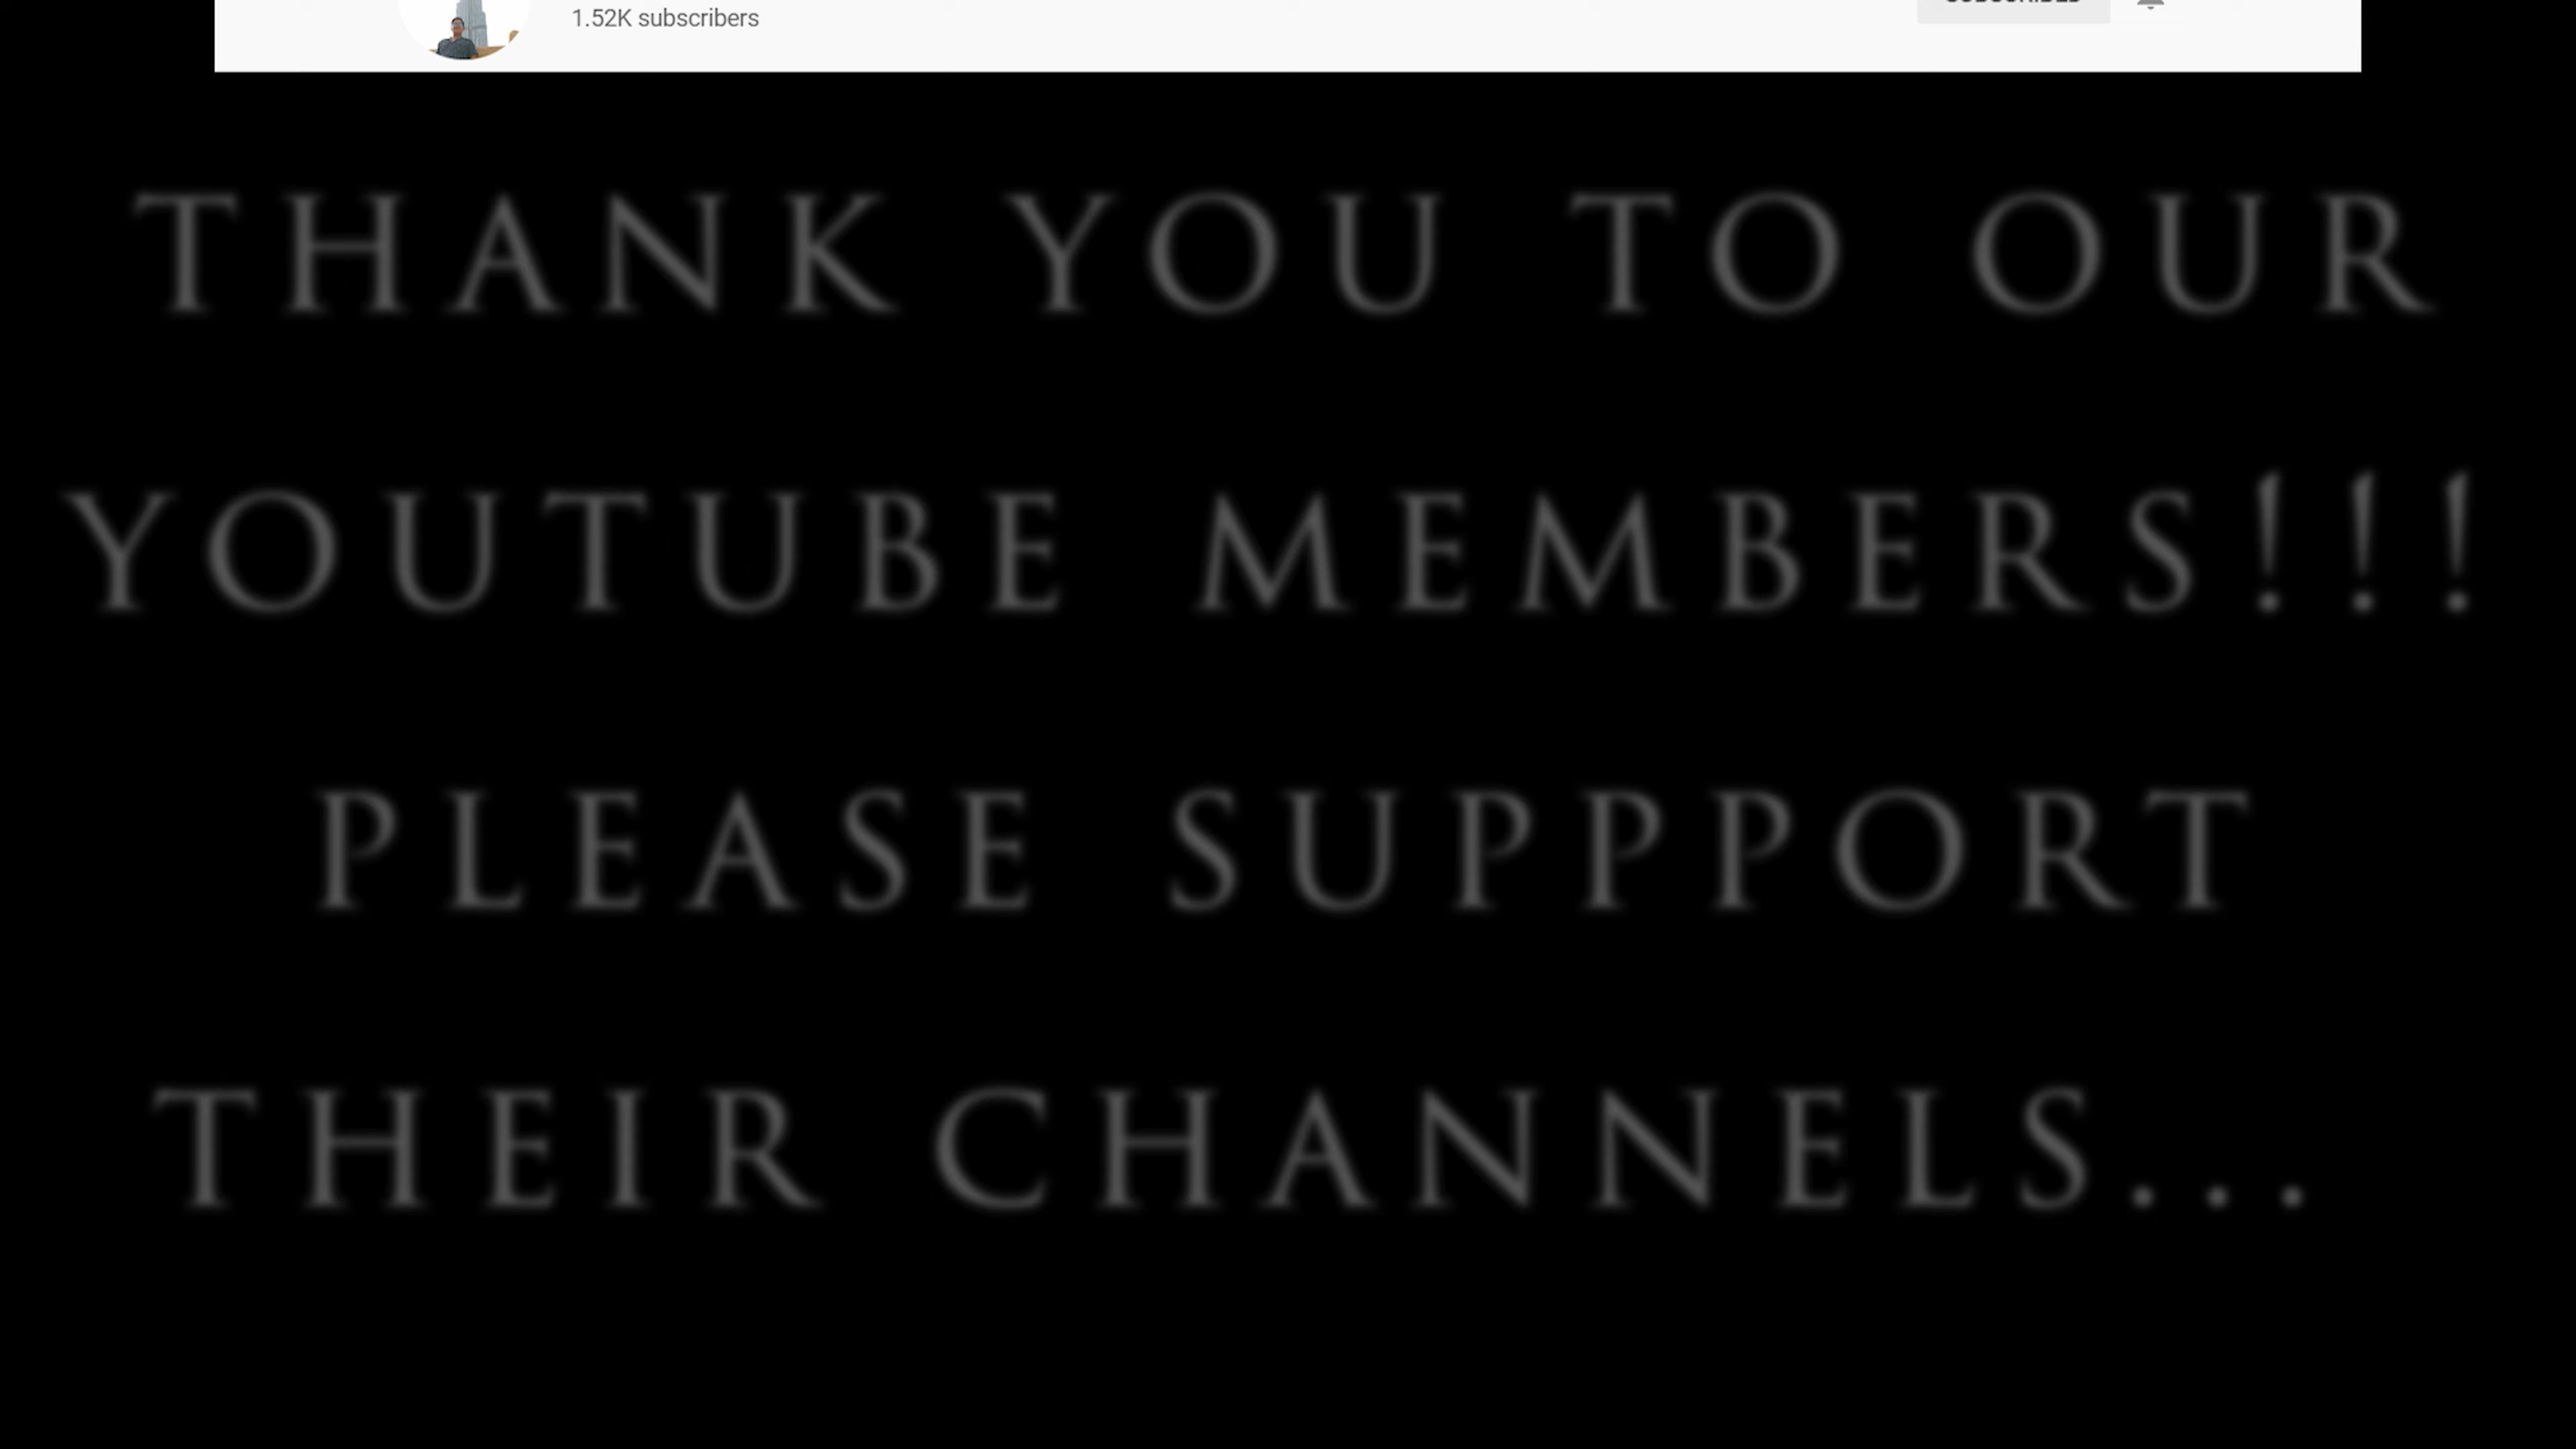 1.52K subscribers
THANK YOU TO OUR
YOUTUBE MEMBERS!!!
PLEASE SUPPPORT
THEIR CHANNELS...